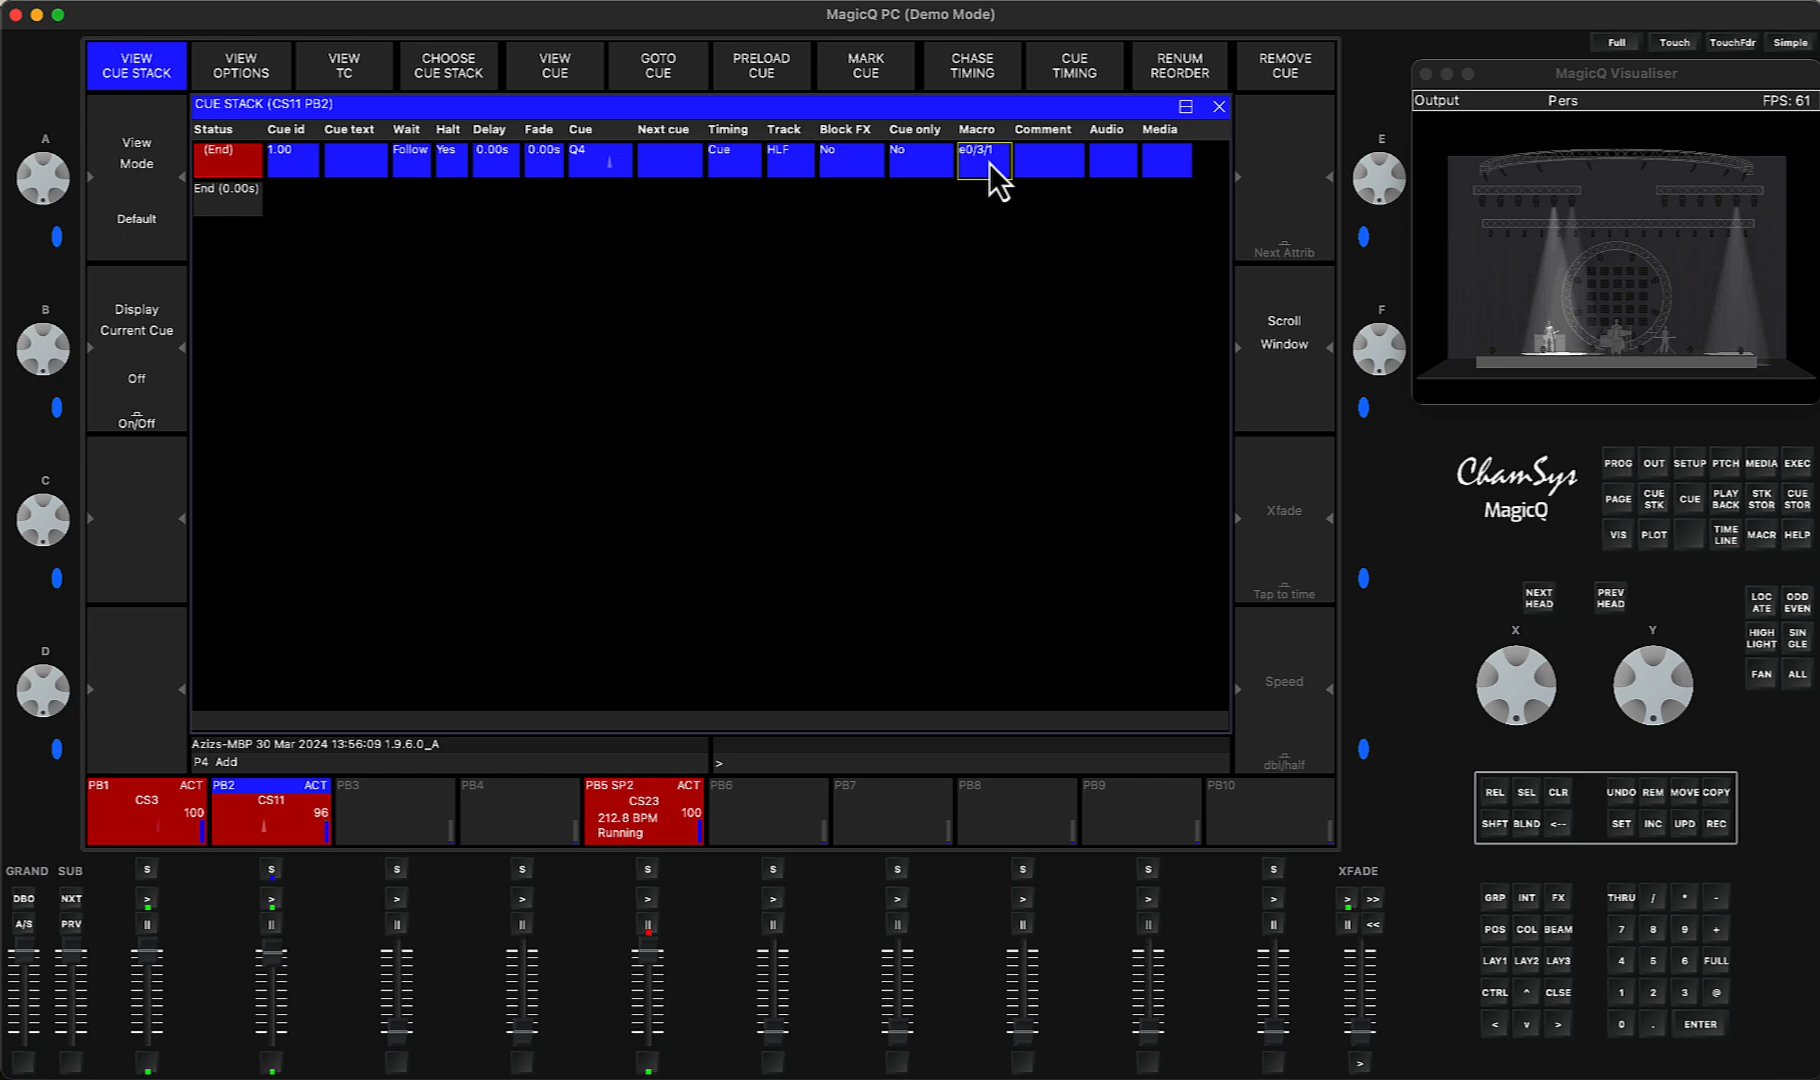 MagicQ PC (Demo Mode)
Full Touch TouchFdr Simple
VIEW CUE STACK
VIEW OPTIONS
VIEW TC
CHOOSE CUE STACK
VIEW CUE
GOTO CUE
PRELOAD CUE
MARK CUE
CHASE TIMING
CUE TIMING
RENUM REORDER
REMOVE CUE
MagicQ Visualiser
Output Pers FPS: 61
CUE STACK (CS11 PB2)
Status Cue id Cue text Wait Halt Delay Fade Cue Next cue Timing Track Block FX Cue only Macro Comment Audio Media
(End) 1.00 Follow Yes 0.00s 0.00s Q4 Cue HLF No No e0/3/1
End (0.00s)
A
View
Mode
Default
B
Display
Current Cue
Off
On/Off
C
D
E
Next Attrib
F
Scroll
Window
Xfade
Tap to time
Speed
dbl/half
ChamSys
MagicQ
PROG OUT SETUP PTCH MEDIA EXEC
PAGE CUE STK CUE PLAY BACK STK STOR CUE STOR
VIS PLOT TIME LINE MACR HELP
NEXT HEAD
PREV HEAD
LOC ATE
ODD EVEN
X
Y
HIGH LIGHT
SIN GLE
FAN ALL
Azizs-MBP 30 Mar 2024 13:56:09 1.9.6.0_A
P4 Add
>
PB1 ACT
CS3
100
PB2 ACT
CS11
96
PB3
PB4
PB5 SP2 ACT
CS23
212.8 BPM 100
Running
PB6
PB7
PB8
PB9
PB10
REL SEL CLR UNDO REM MOVE COPY
SHFT BLND <-- SET INC UPD REC
GRAND SUB
S S S S S S S S S S
XFADE
DBO NXT > > > > > > > > > > > >>
A/S PRV || || || || || || || || || || || <<
GRP INT FX THRU / * -
POS COL BEAM 7 8 9 +
LAY1 LAY2 LAY3 4 5 6 FULL
CTRL ^ CLSE 1 2 3 @
< v > 0 . ENTER
>